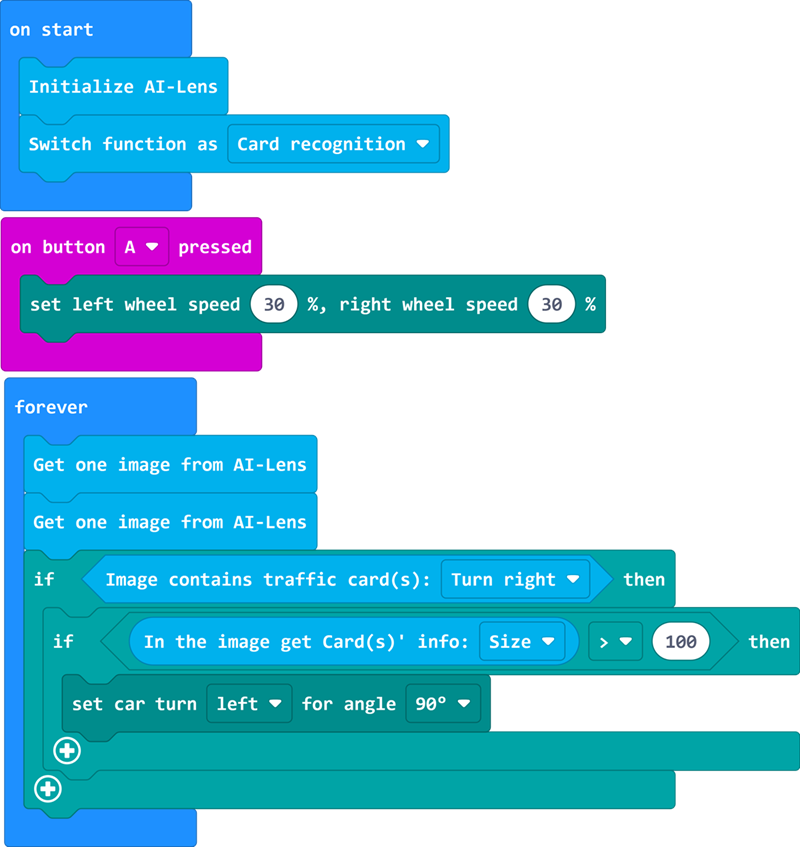 on start
Initialize AI-Lens
Switch function as Card recognition
on button A pressed
set left wheel speed 30 %, right wheel speed 30 %
forever
Get one image from AI-Lens
Get one image from AI-Lens
if Image contains traffic card(s): Turn right then
if In the image get Card(s)' info: Size > 100 then
set car turn left for angle 90°